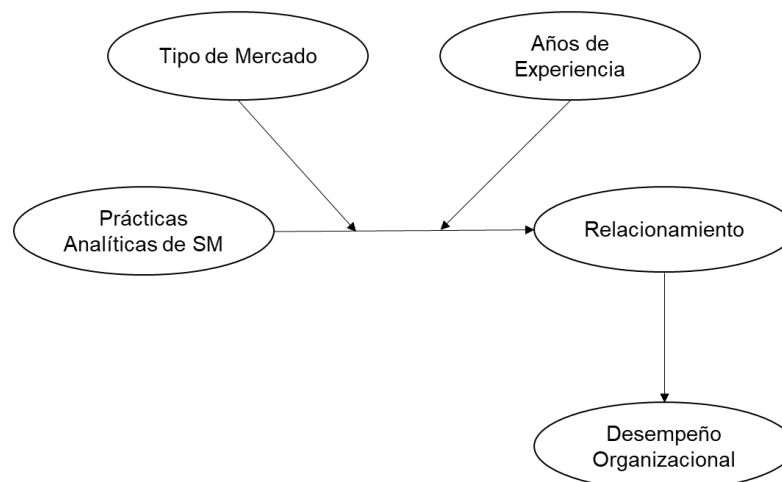 Tipo de Mercado
Años de
Experiencia
Prácticas
Analíticas de SM
Relacionamiento
Desempeño
Organizacional